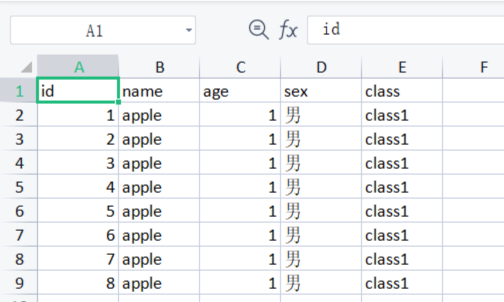 A1 fx id
A B C D E F
1 id name age sex class
2 1 apple 1 男 class1
3 2 apple 1 男 class1
4 3 apple 1 男 class1
5 4 apple 1 男 class1
6 5 apple 1 男 class1
7 6 apple 1 男 class1
8 7 apple 1 男 class1
9 8 apple 1 男 class1